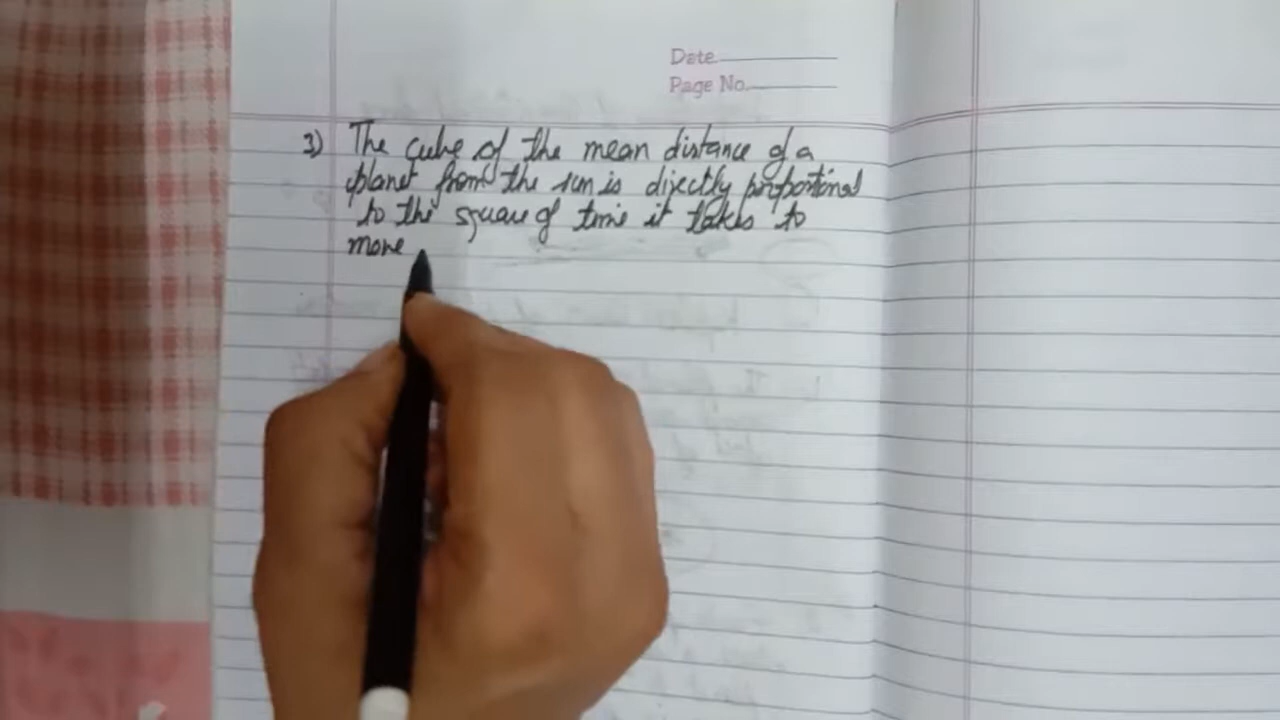 Date
Page No.
3) The cube of the mean distance of a
planet from the sun is directly proportional
to the square of time it takes to
move